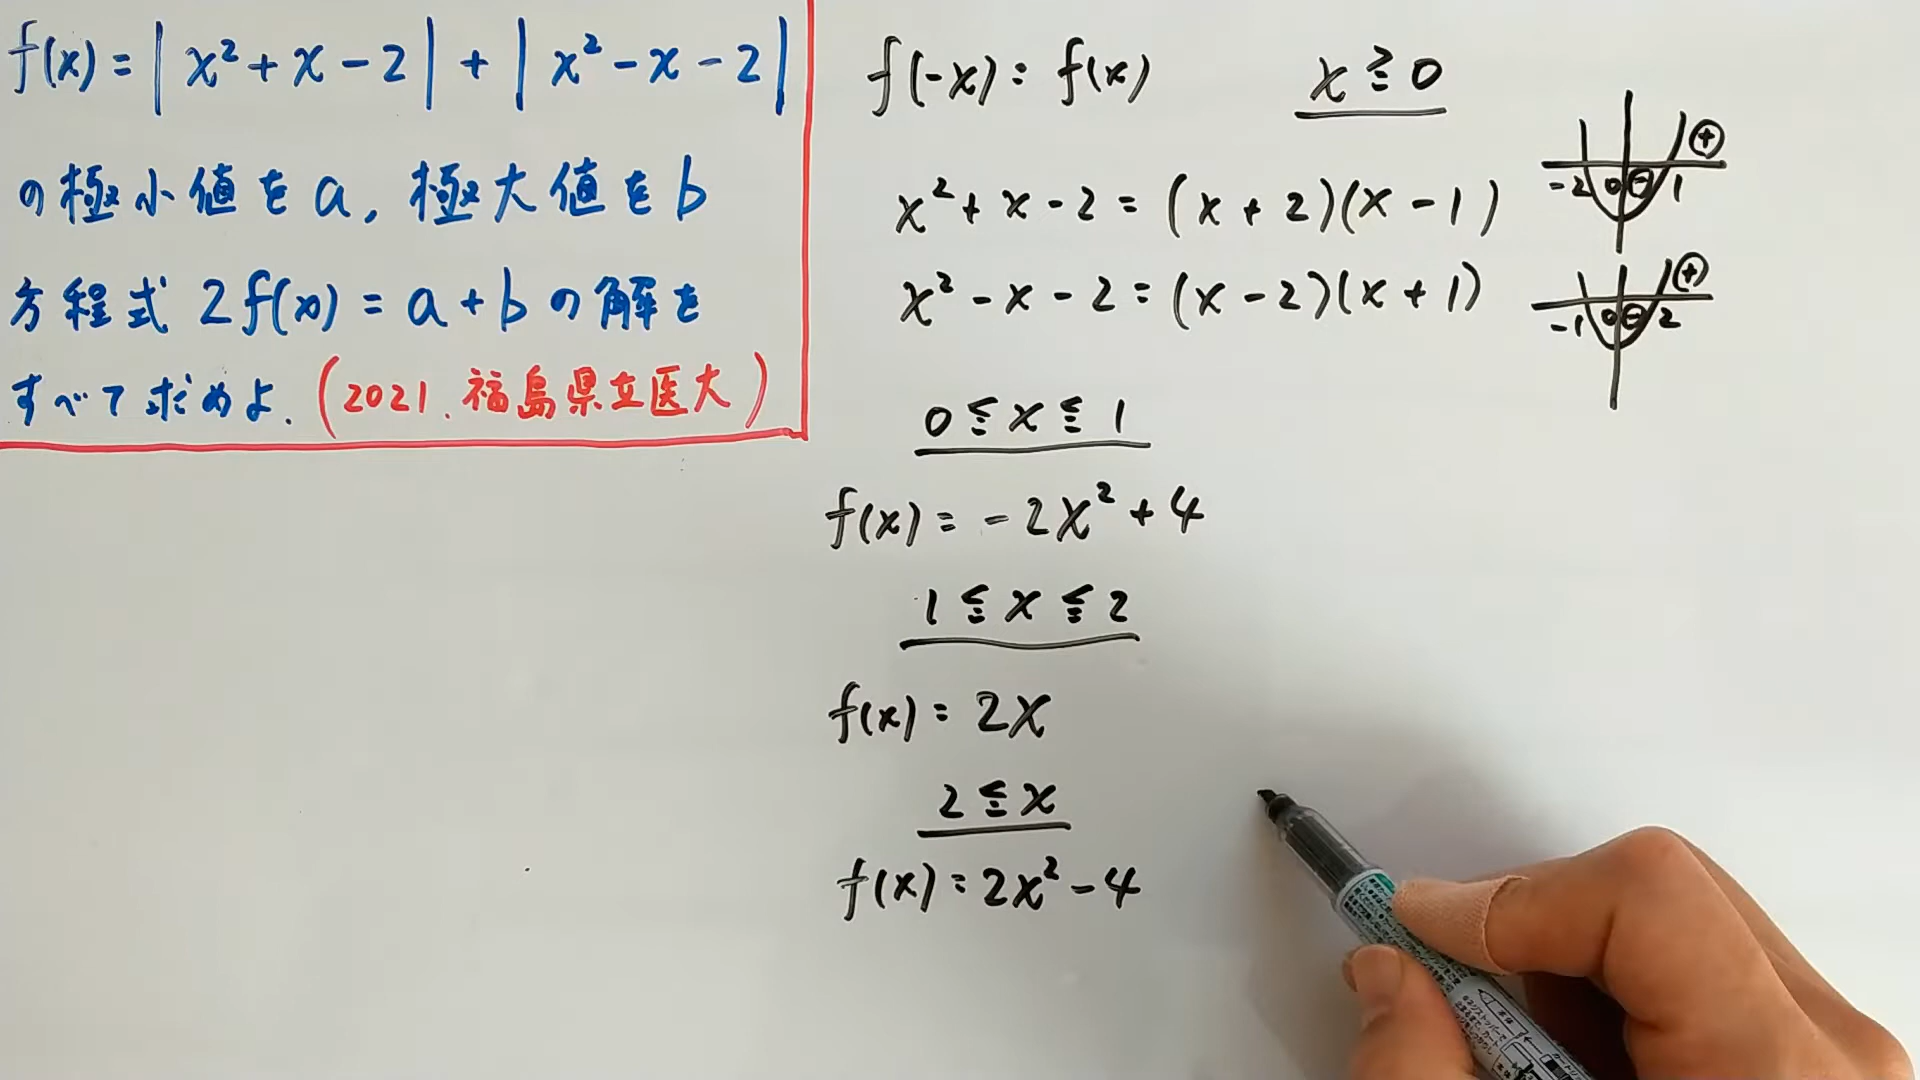 f(x)=|x²+x-2|+|x²-x-2|
の極小値をa, 極大値をb
方程式 2f(x)=a+bの解を
すべて求めよ. (2021. 福島県立医大)
f(-x)=f(x)
x≧0
x²+x-2=(x+2)(x-1)
-2 0 ⊖ 1 ⊕
x²-x-2=(x-2)(x+1)
-1 0 ⊖ 2 ⊕
0≦x≦1
f(x)=-2x²+4
1≦x≦2
f(x)=2x
2≦x
f(x)=2x²-4